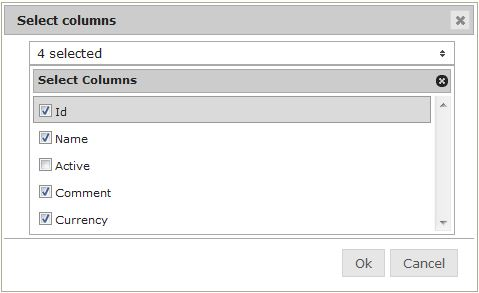 Select columns
4 selected
Select Columns
Id
Name
Active
Comment
Currency
Ok Cancel